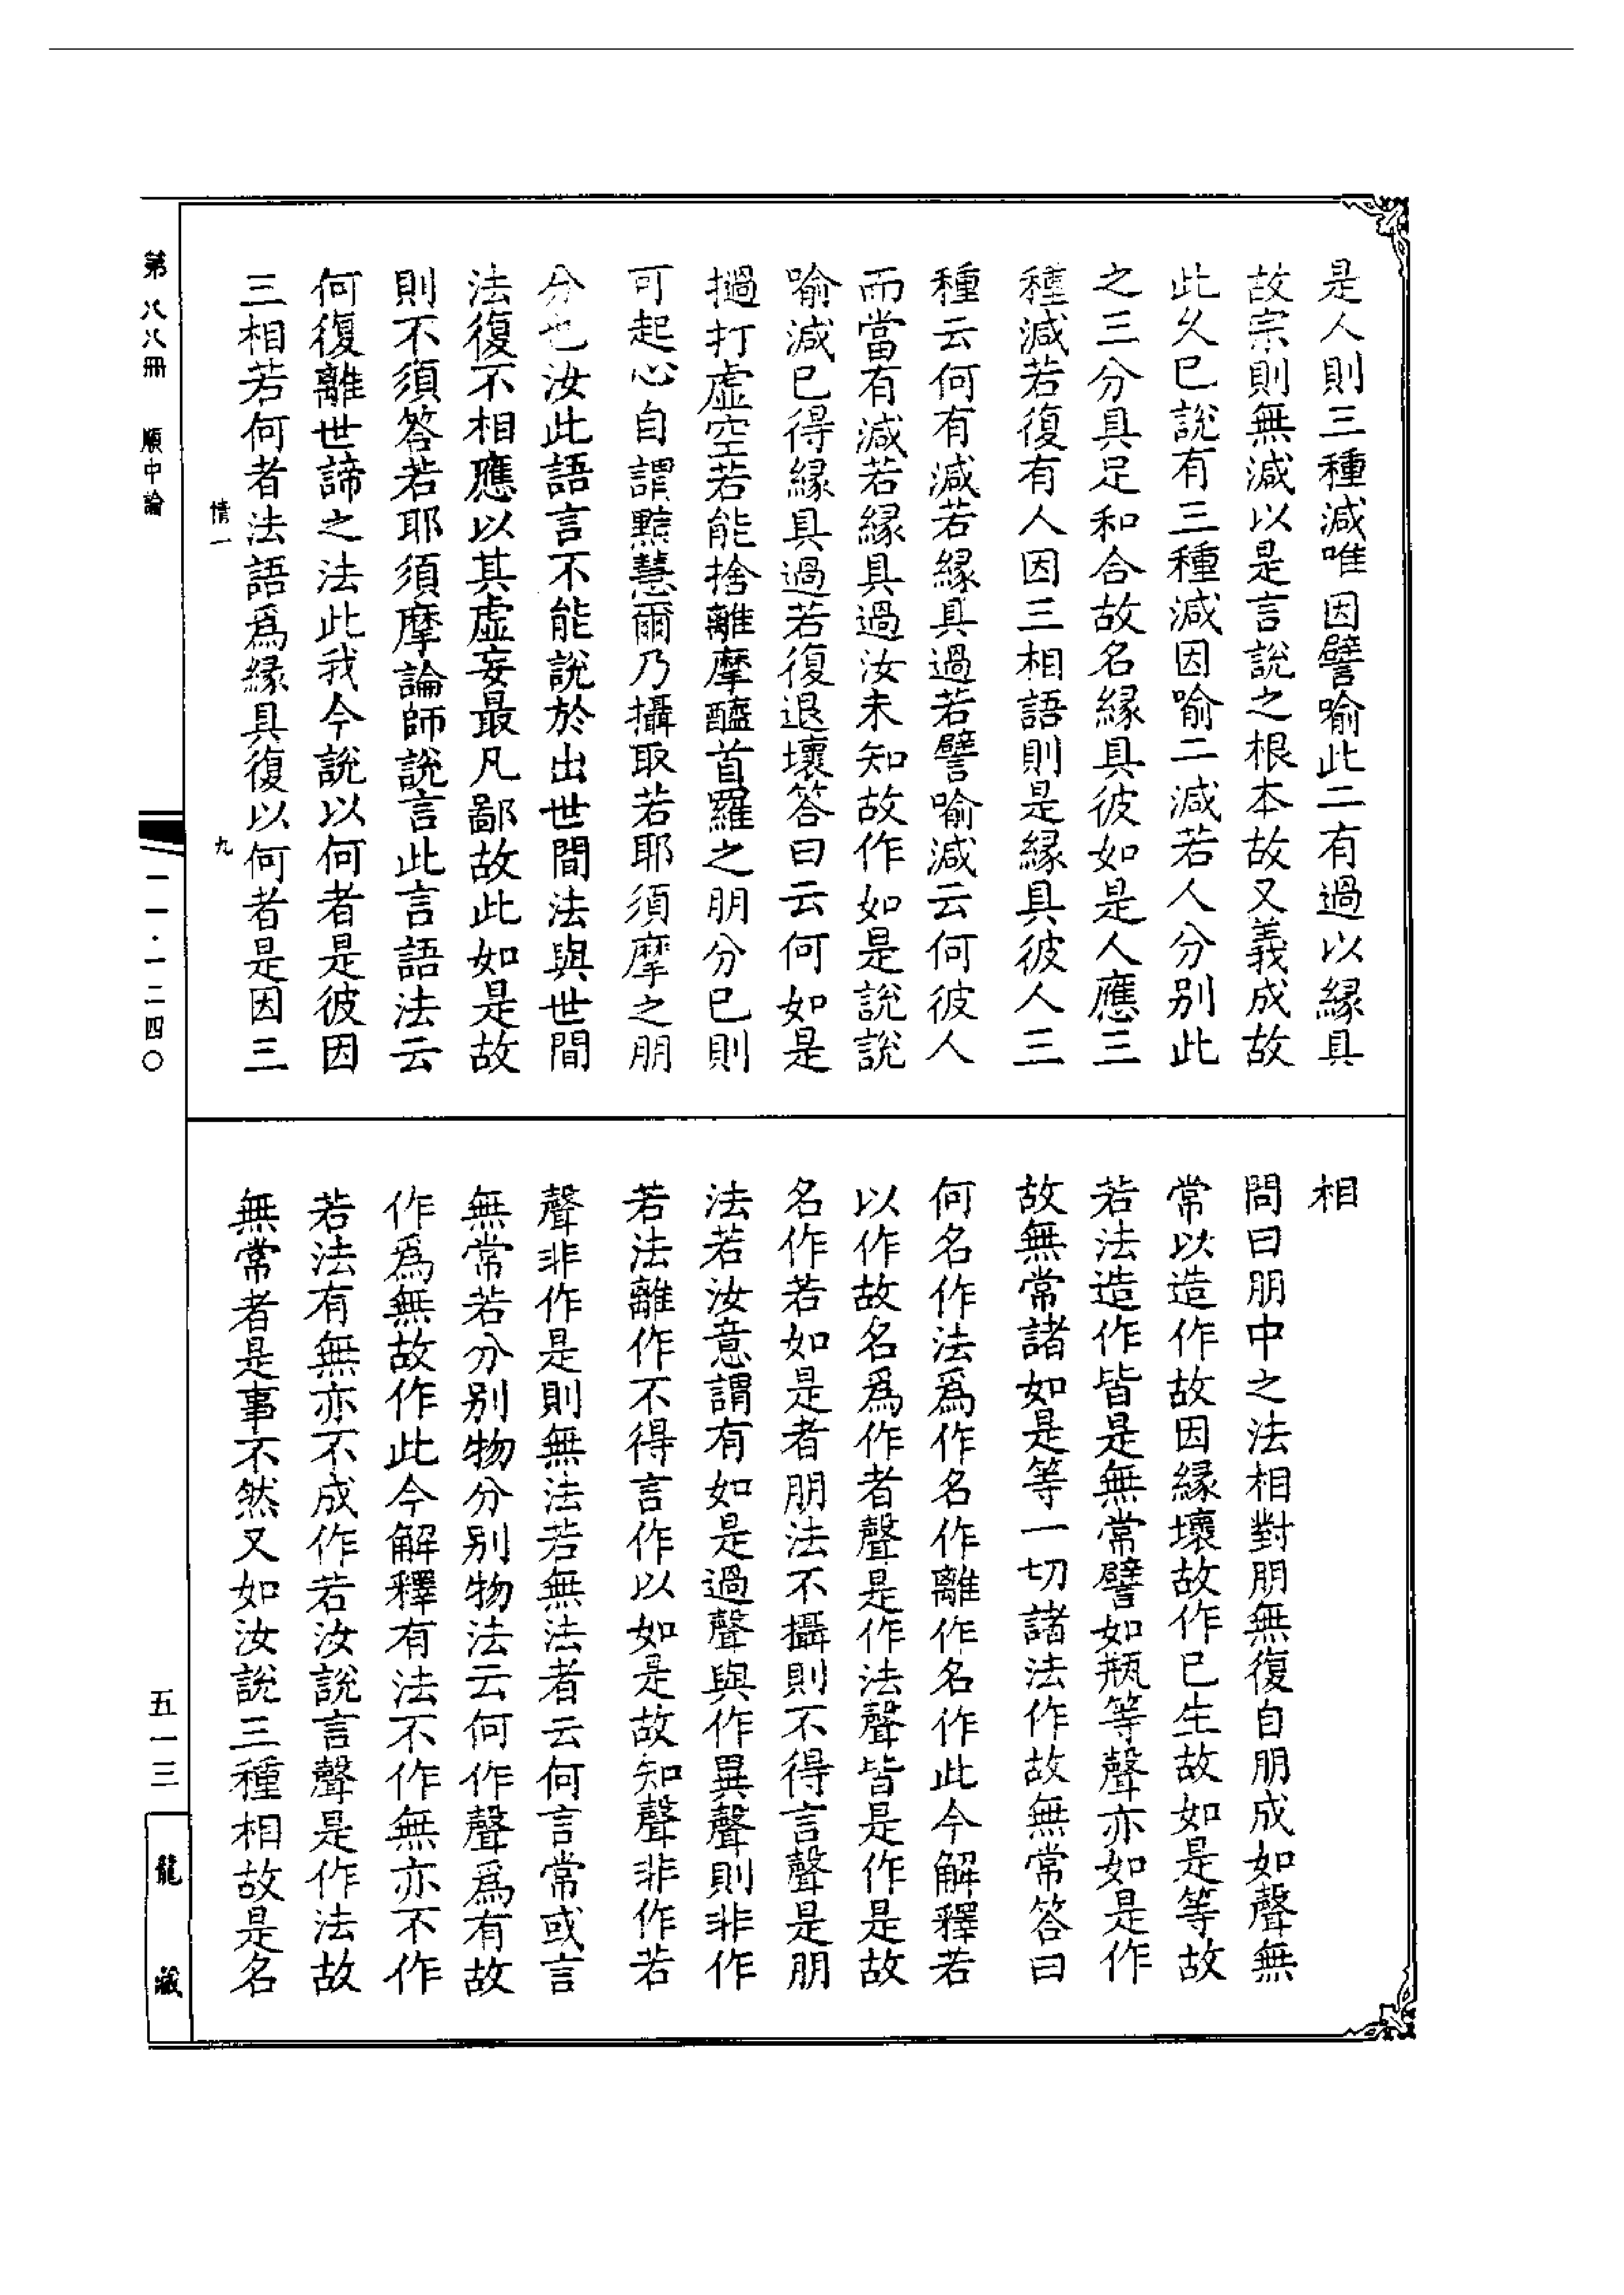 是人則三種減唯因譬喻此二有過以緣具
故宗則無減以是言說之根本故又義成故
此久已說有三種減因喻二減若人分別此
之三分具足和合故名緣具彼如是人應三
種減若復有人因三相語則是緣具彼人三
種云何有減若緣具過若譬喻減云何彼人
而當有減若緣具過汝未知故作如是說說
喻減已得緣具過若復退壞答曰云何如是
撾打虛空若能捨離摩醯首羅之朋分已則
可起心自謂黠慧爾乃攝取若耶須摩之朋
分也汝此語言不能說於出世間法與世間
法復不相應以其虛妄最凡鄙故此如是故
則不須答若耶須摩論師說言此言語法云
何復離世諦之法此我今說以何者是彼因
三相若何者法語為緣具復以何者是因三
情一 九
相
問曰朋中之法相對朋無復自朋成如聲無
常以造作故因緣壞故作已生故如是等故
若法造作皆是無常譬如瓶等聲亦如是作
故無常諸如是等一切諸法作故無常答曰
何名作法為作名作離作名作此今解釋若
以作故名為作者聲是作法聲皆是作是故
名作若如是者朋法不攝則不得言聲是朋
法若汝意謂有如是過聲與作異聲則非作
若法離作不得言作以如是故知聲非作若
聲非作是則無法若無法者云何言常或言
無常若分別物分別物法云何作聲為有故
作為無故作此今解釋有法不作無亦不作
若法有無亦不成作若汝說言聲是作法故
無常者是事不然又如汝說三種相故是名
第八八冊 順中論
一一·一二四〇
五一三
龍藏